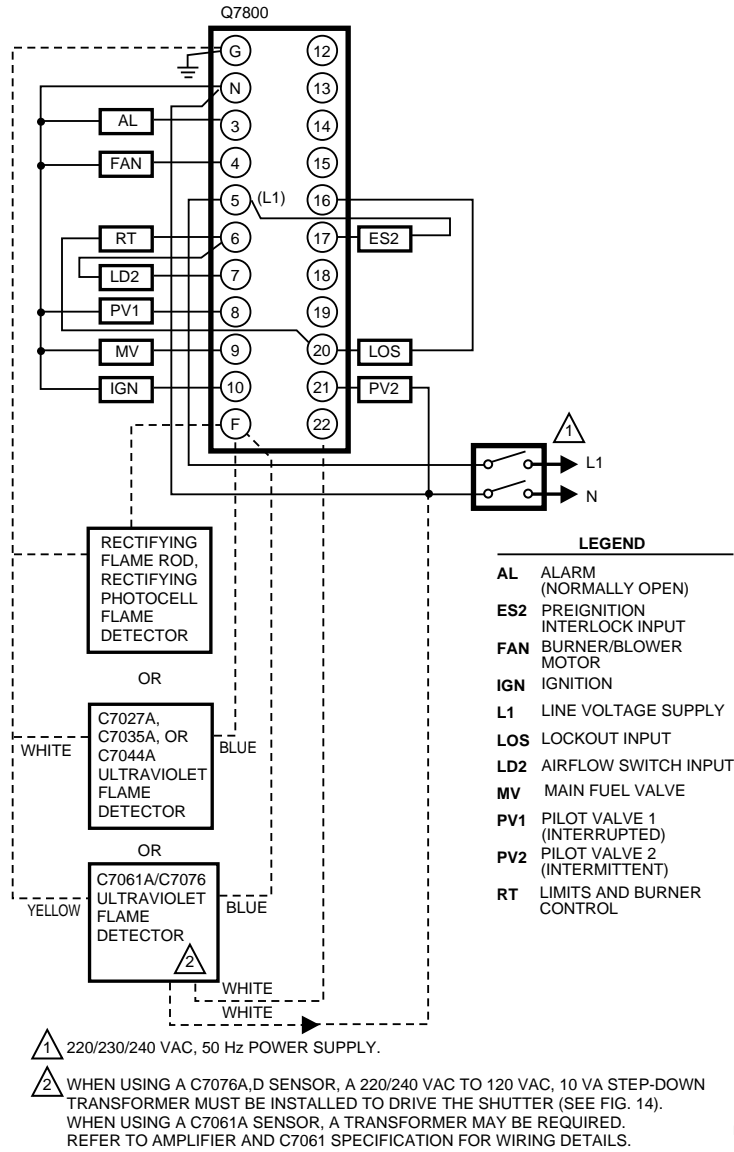 Q7800
G 12
N 13
AL 3 14
FAN 4 15
5 (L1) 16
RT 6 17 ES2
LD2 7 18
PV1 8 19
MV 9 20 LOS
IGN 10 21 PV2
F 22
1
L1
N
RECTIFYING
FLAME ROD,
RECTIFYING
PHOTOCELL
FLAME
DETECTOR
OR
C7027A,
C7035A, OR
C7044A
ULTRAVIOLET
FLAME
DETECTOR
WHITE
BLUE
OR
C7061A/C7076
ULTRAVIOLET
FLAME
DETECTOR
2
YELLOW
BLUE
WHITE
WHITE
LEGEND
AL ALARM
(NORMALLY OPEN)
ES2 PREIGNITION
INTERLOCK INPUT
FAN BURNER/BLOWER
MOTOR
IGN IGNITION
L1 LINE VOLTAGE SUPPLY
LOS LOCKOUT INPUT
LD2 AIRFLOW SWITCH INPUT
MV MAIN FUEL VALVE
PV1 PILOT VALVE 1
(INTERRUPTED)
PV2 PILOT VALVE 2
(INTERMITTENT)
RT LIMITS AND BURNER
CONTROL
1 220/230/240 VAC, 50 Hz POWER SUPPLY.
2 WHEN USING A C7076A,D SENSOR, A 220/240 VAC TO 120 VAC, 10 VA STEP-DOWN
TRANSFORMER MUST BE INSTALLED TO DRIVE THE SHUTTER (SEE FIG. 14).
WHEN USING A C7061A SENSOR, A TRANSFORMER MAY BE REQUIRED.
REFER TO AMPLIFIER AND C7061 SPECIFICATION FOR WIRING DETAILS.